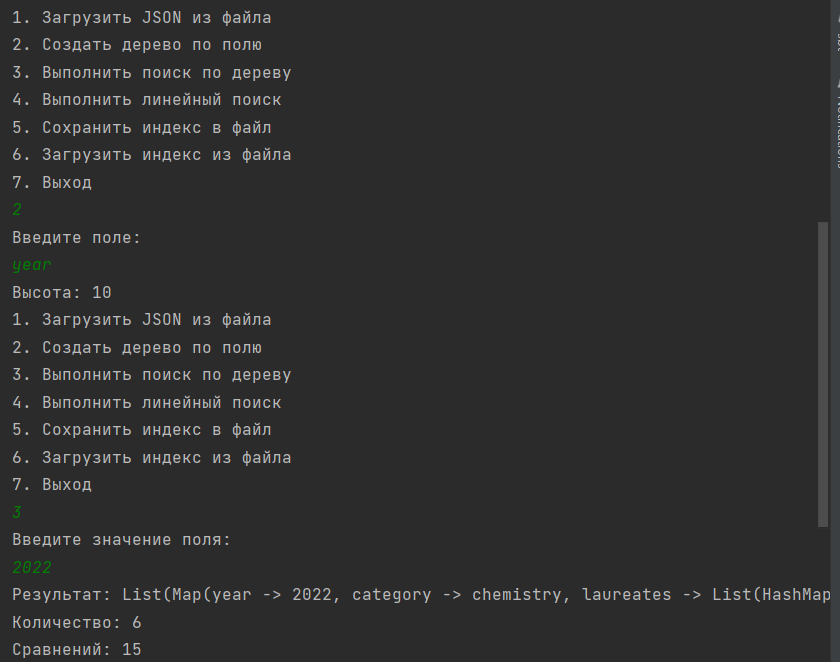 1. Загрузить JSON из файла
2. Создать дерево по полю
3. Выполнить поиск по дереву
4. Выполнить линейный поиск
5. Сохранить индекс в файл
6. Загрузить индекс из файла
7. Выход
2
Введите поле:
year
Высота: 10
1. Загрузить JSON из файла
2. Создать дерево по полю
3. Выполнить поиск по дереву
4. Выполнить линейный поиск
5. Сохранить индекс в файл
6. Загрузить индекс из файла
7. Выход
3
Введите значение поля:
2022
Результат: List(Map(year -> 2022, category -> chemistry, laureates -> List(HashMap
Количество: 6
Сравнений: 15